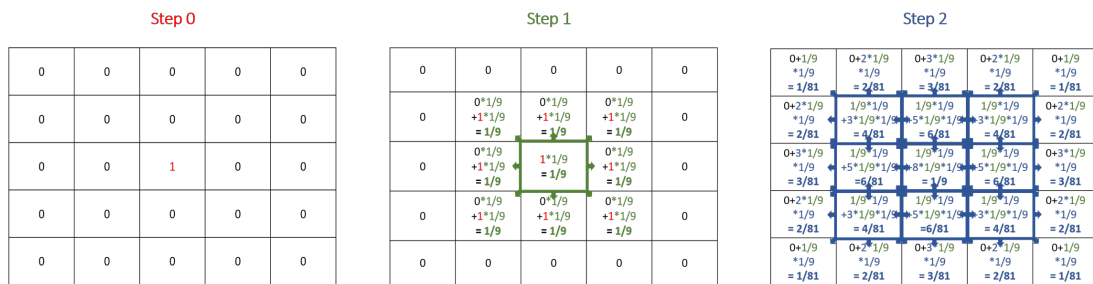 Step 0
0 0 0 0 0
0 0 0 0 0
0 0 1 0 0
0 0 0 0 0
0 0 0 0 0
Step 1
0 0 0 0 0
0*1/9 0*1/9 0*1/9
0 +1*1/9 +1*1/9 +1*1/9 0
= 1/9 = 1/9 = 1/9
0*1/9 1*1/9 0*1/9
0 +1*1/9 = 1/9 +1*1/9 0
= 1/9 = 1/9
0*1/9 0*1/9 0*1/9
0 +1*1/9 +1*1/9 +1*1/9 0
= 1/9 = 1/9 = 1/9
0 0 0 0 0
Step 2
0+1/9 0+2*1/9 0+3*1/9 0+2*1/9 0+1/9
*1/9 *1/9 *1/9 *1/9 *1/9
= 1/81 = 2/81 = 3/81 = 2/81 = 1/81
0+2*1/9 1/9*1/9 1/9*1/9 1/9*1/9 0+2*1/9
*1/9 +3*1/9*1/9 +5*1/9*1/9 +3*1/9*1/9 *1/9
= 2/81 = 4/81 = 6/81 = 4/81 = 2/81
0+3*1/9 1/9*1/9 1/9*1/9 1/9*1/9 0+3*1/9
*1/9 +5*1/9*1/9 +8*1/9*1/9 +5*1/9*1/9 *1/9
= 3/81 =6/81 = 1/9 = 6/81 = 3/81
0+2*1/9 1/9*1/9 1/9*1/9 1/9*1/9 0+2*1/9
*1/9 +3*1/9*1/9 +5*1/9*1/9 +3*1/9*1/9 *1/9
= 2/81 = 4/81 =6/81 = 4/81 = 2/81
0+1/9 0+2*1/9 0+3*1/9 0+2*1/9 0+1/9
*1/9 *1/9 *1/9 *1/9 *1/9
= 1/81 = 2/81 = 3/81 = 2/81 = 1/81